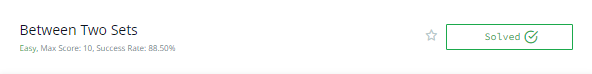 Between Two Sets
Solved
Easy, Max Score: 10, Success Rate: 88.50%